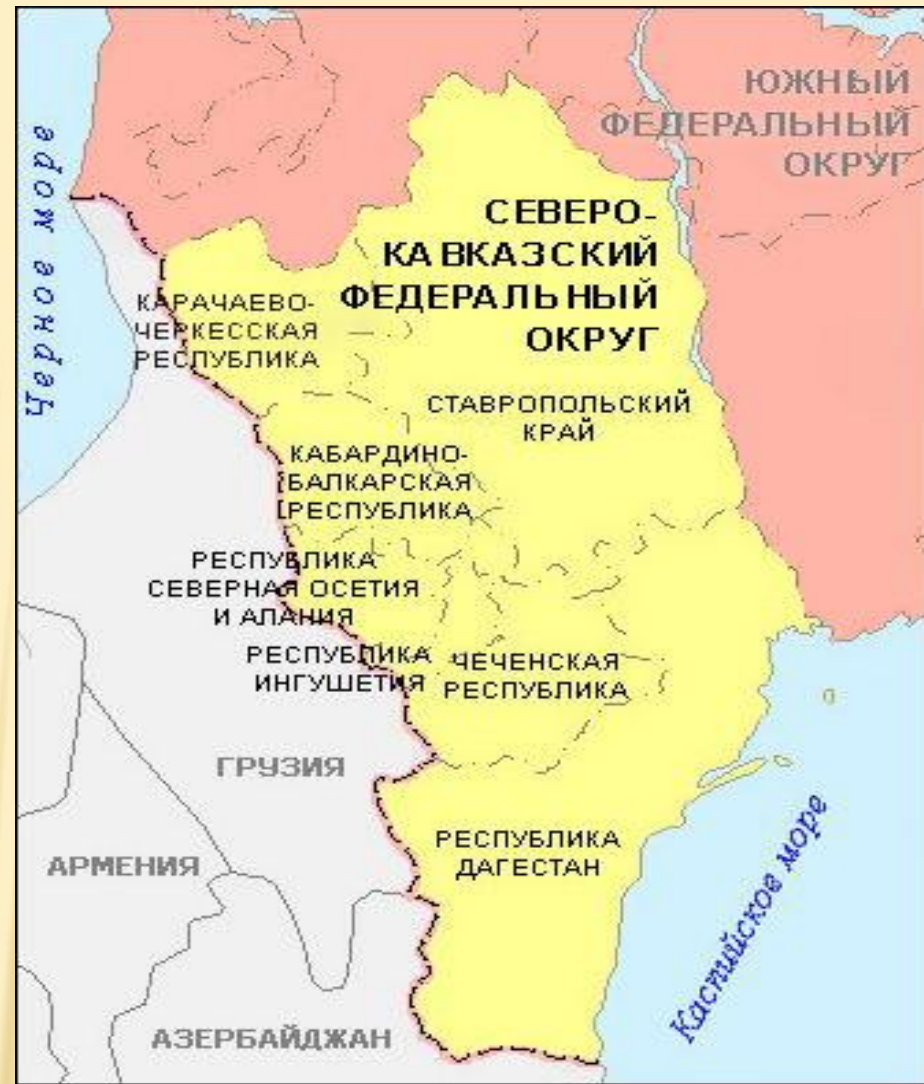 ЮЖНЫЙ
ФЕДЕРАЛЬНЫЙ
ОКРУГ
Черное море
СЕВЕРО-
КАВКАЗСКИЙ
ФЕДЕРАЛЬНЫЙ
ОКРУГ
КАРАЧАЕВО-
ЧЕРКЕССКАЯ
РЕСПУБЛИКА
СТАВРОПОЛЬСКИЙ
КРАЙ
КАБАРДИНО-
БАЛКАРСКАЯ
РЕСПУБЛИКА
РЕСПУБЛИКА
СЕВЕРНАЯ ОСЕТИЯ
И АЛАНИЯ
РЕСПУБЛИКА
ИНГУШЕТИЯ
ЧЕЧЕНСКАЯ
РЕСПУБЛИКА
ГРУЗИЯ
РЕСПУБЛИКА
ДАГЕСТАН
АРМЕНИЯ
Каспийское море
АЗЕРБАЙДЖАН